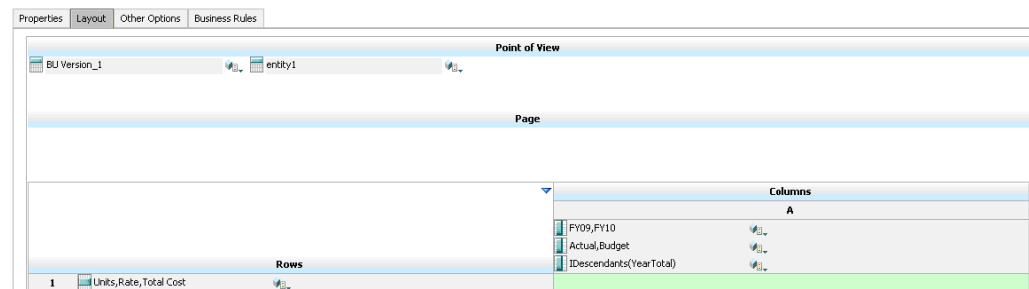 Properties Layout Other Options Business Rules
Point of View
BU Version_1 entity1
Page
Columns
A
FY09,FY10
Actual,Budget
IDescendants(YearTotal)
Rows
1 Units,Rate,Total Cost